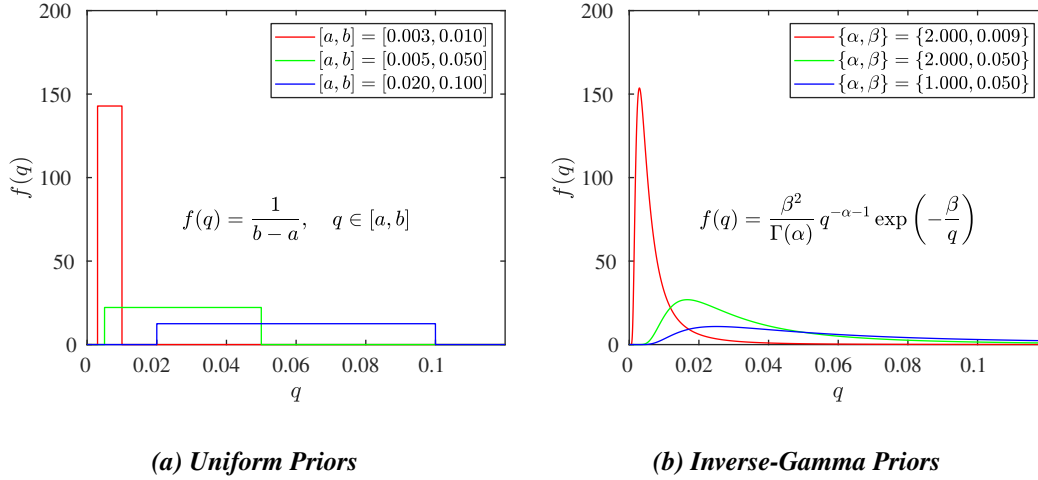 200
150
100
50
0
0
0.02
0.04
0.06
0.08
0.1
q
f(q)
[a, b] = [0.003, 0.010]
[a, b] = [0.005, 0.050]
[a, b] = [0.020, 0.100]
f(q) = 1/(b − a), q ∈ [a, b]
(a) Uniform Priors
200
150
100
50
0
0
0.02
0.04
0.06
0.08
0.1
q
f(q)
{α, β} = {2.000, 0.009}
{α, β} = {2.000, 0.050}
{α, β} = {1.000, 0.050}
f(q) = β²/Γ(α) q^{−α−1} exp(−β/q)
(b) Inverse-Gamma Priors